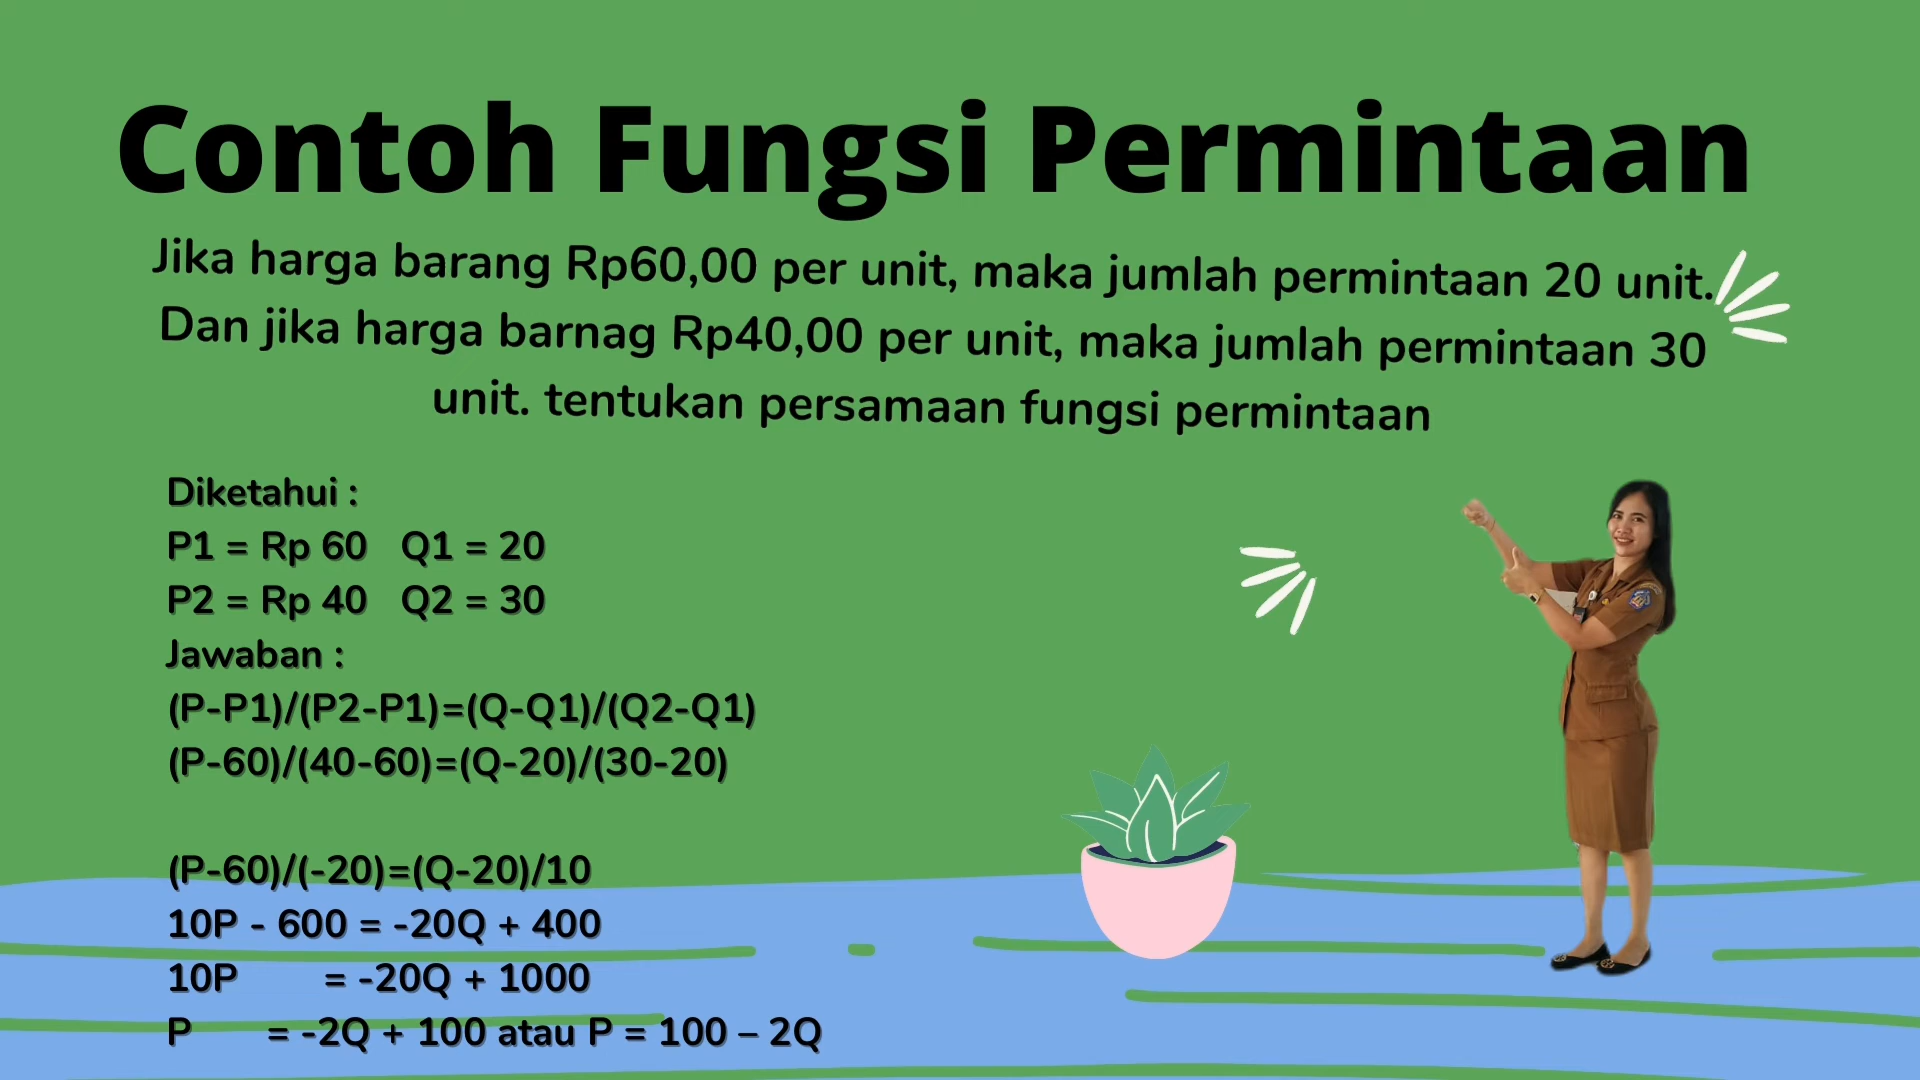 Contoh Fungsi Permintaan
Jika harga barang Rp60,00 per unit, maka jumlah permintaan 20 unit.
Dan jika harga barnag Rp40,00 per unit, maka jumlah permintaan 30
unit. tentukan persamaan fungsi permintaan
Diketahui :
P1 = Rp 60 Q1 = 20
P2 = Rp 40 Q2 = 30
Jawaban :
(P-P1)/(P2-P1)=(Q-Q1)/(Q2-Q1)
(P-60)/(40-60)=(Q-20)/(30-20)
(P-60)/(-20)=(Q-20)/10
10P - 600 = -20Q + 400
10P = -20Q + 1000
P = -2Q + 100 atau P = 100 – 2Q